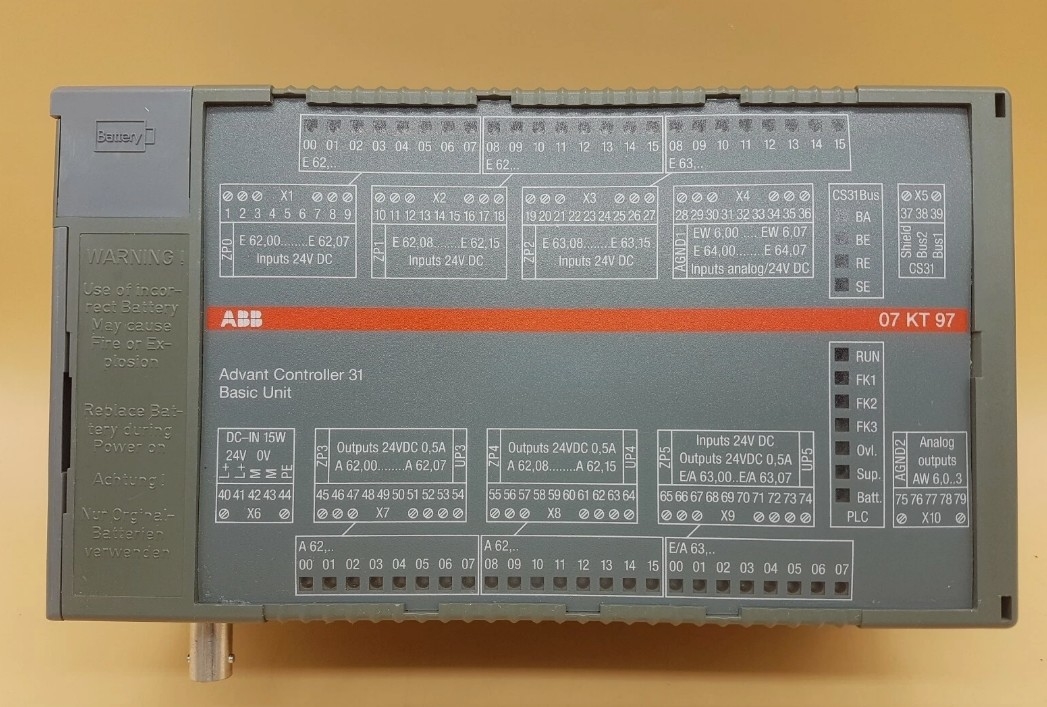 Battery
WARNING !
Use of incor-
rect Battery
May cause
Fire or Ex-
plosion
Replace Bat-
tery during
Power on
Achtung!
Nur Orginal-
Batterien
verwenden
00 01 02 03 04 05 06 07
E 62,..
08 09 10 11 12 13 14 15
E 62,..
08 09 10 11 12 13 14 15
E 63,..
X1
1 2 3 4 5 6 7 8 9
ZP0
E 62,00.......E 62,07
Inputs 24V DC
X2
10 11 12 13 14 15 16 17 18
ZP1
E 62,08.......E 62,15
Inputs 24V DC
X3
19 20 21 22 23 24 25 26 27
ZP2
E 63,08.......E 63,15
Inputs 24V DC
X4
28 29 30 31 32 33 34 35 36
AGND1
EW 6,00 .... EW 6,07
E 64,00.......E 64,07
Inputs analog/24V DC
CS31Bus
BA
BE
RE
SE
X5
37 38 39
Shield
Bus2
Bus1
CS31
ABB
07 KT 97
Advant Controller 31
Basic Unit
RUN
FK1
FK2
FK3
Ovl.
Sup.
Batt.
PLC
DC-IN 15W
24V 0V
L+ L+ M M PE
40 41 42 43 44
X6
ZP3
Outputs 24VDC 0,5A
A 62,00........A 62,07
UP3
45 46 47 48 49 50 51 52 53 54
X7
ZP4
Outputs 24VDC 0,5A
A 62,08.......A 62,15
UP4
55 56 57 58 59 60 61 62 63 64
X8
ZP5
Inputs 24V DC
Outputs 24VDC 0,5A
E/A 63,00..E/A 63,07
UP5
65 66 67 68 69 70 71 72 73 74
X9
AGND2
Analog
outputs
AW 6,0..3
75 76 77 78 79
X10
A 62,..
00 01 02 03 04 05 06 07
A 62,..
08 09 10 11 12 13 14 15
E/A 63,..
00 01 02 03 04 05 06 07